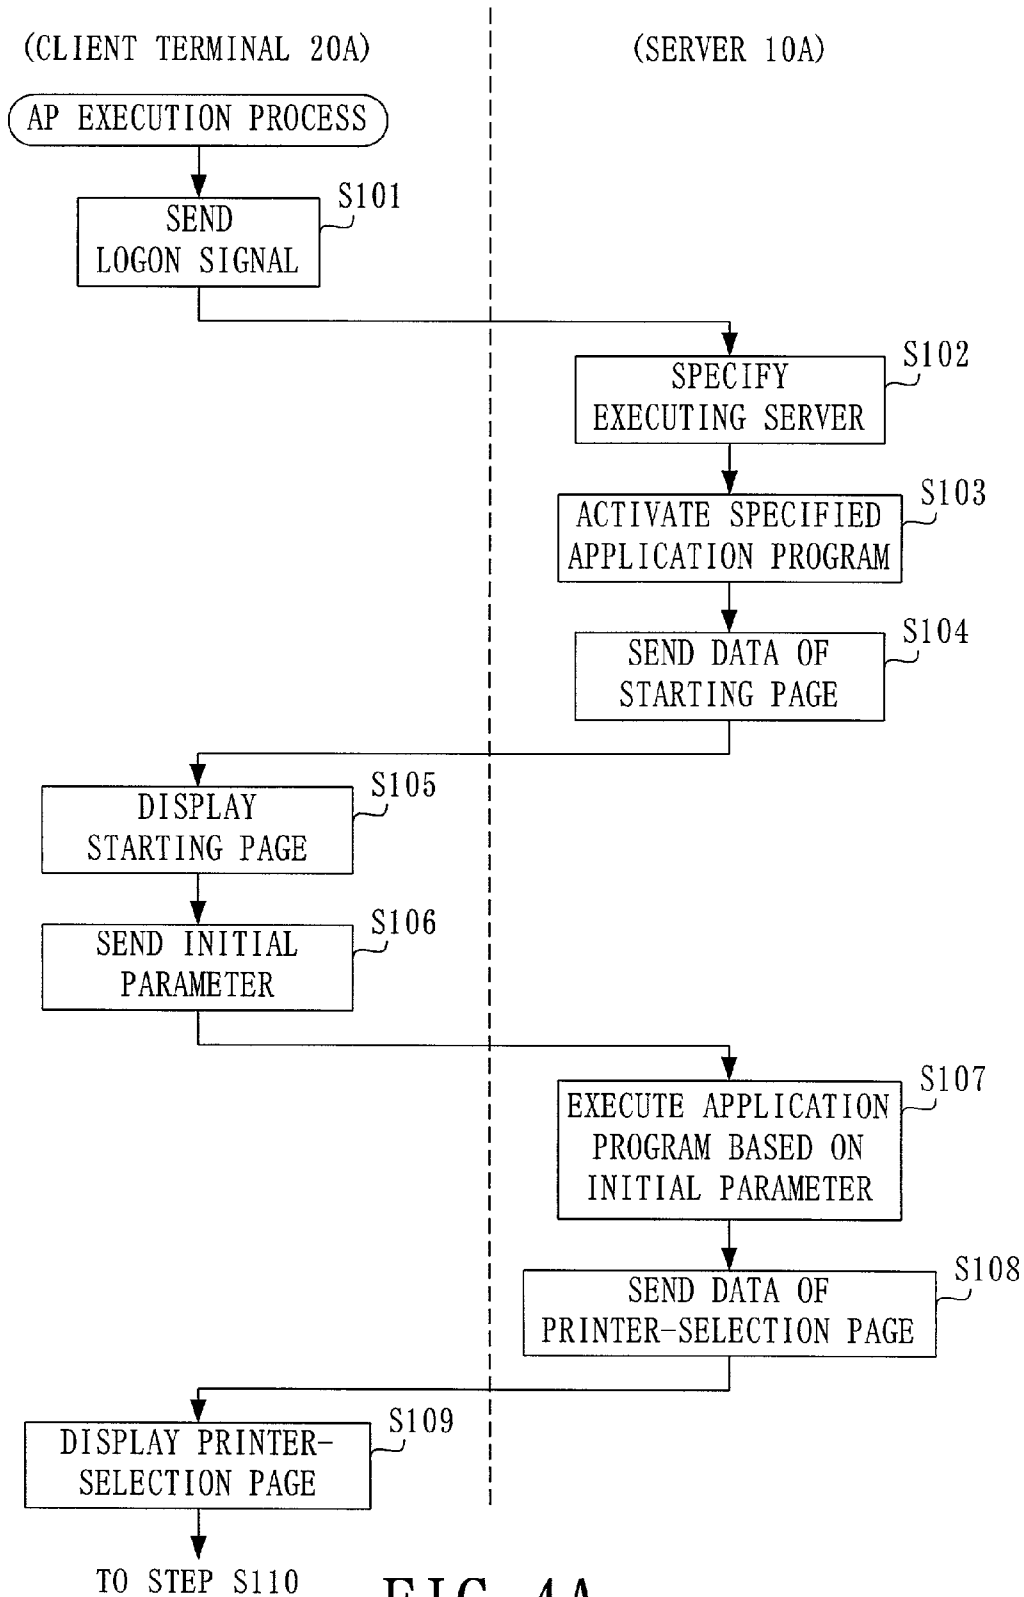 (CLIENT TERMINAL 20A)
(SERVER 10A)
AP EXECUTION PROCESS
S101
SEND
LOGON SIGNAL
S102
SPECIFY
EXECUTING SERVER
S103
ACTIVATE SPECIFIED
APPLICATION PROGRAM
S104
SEND DATA OF
STARTING PAGE
S105
DISPLAY
STARTING PAGE
S106
SEND INITIAL
PARAMETER
S107
EXECUTE APPLICATION
PROGRAM BASED ON
INITIAL PARAMETER
S108
SEND DATA OF
PRINTER-SELECTION PAGE
S109
DISPLAY PRINTER-
SELECTION PAGE
TO STEP S110
FIG. 4A